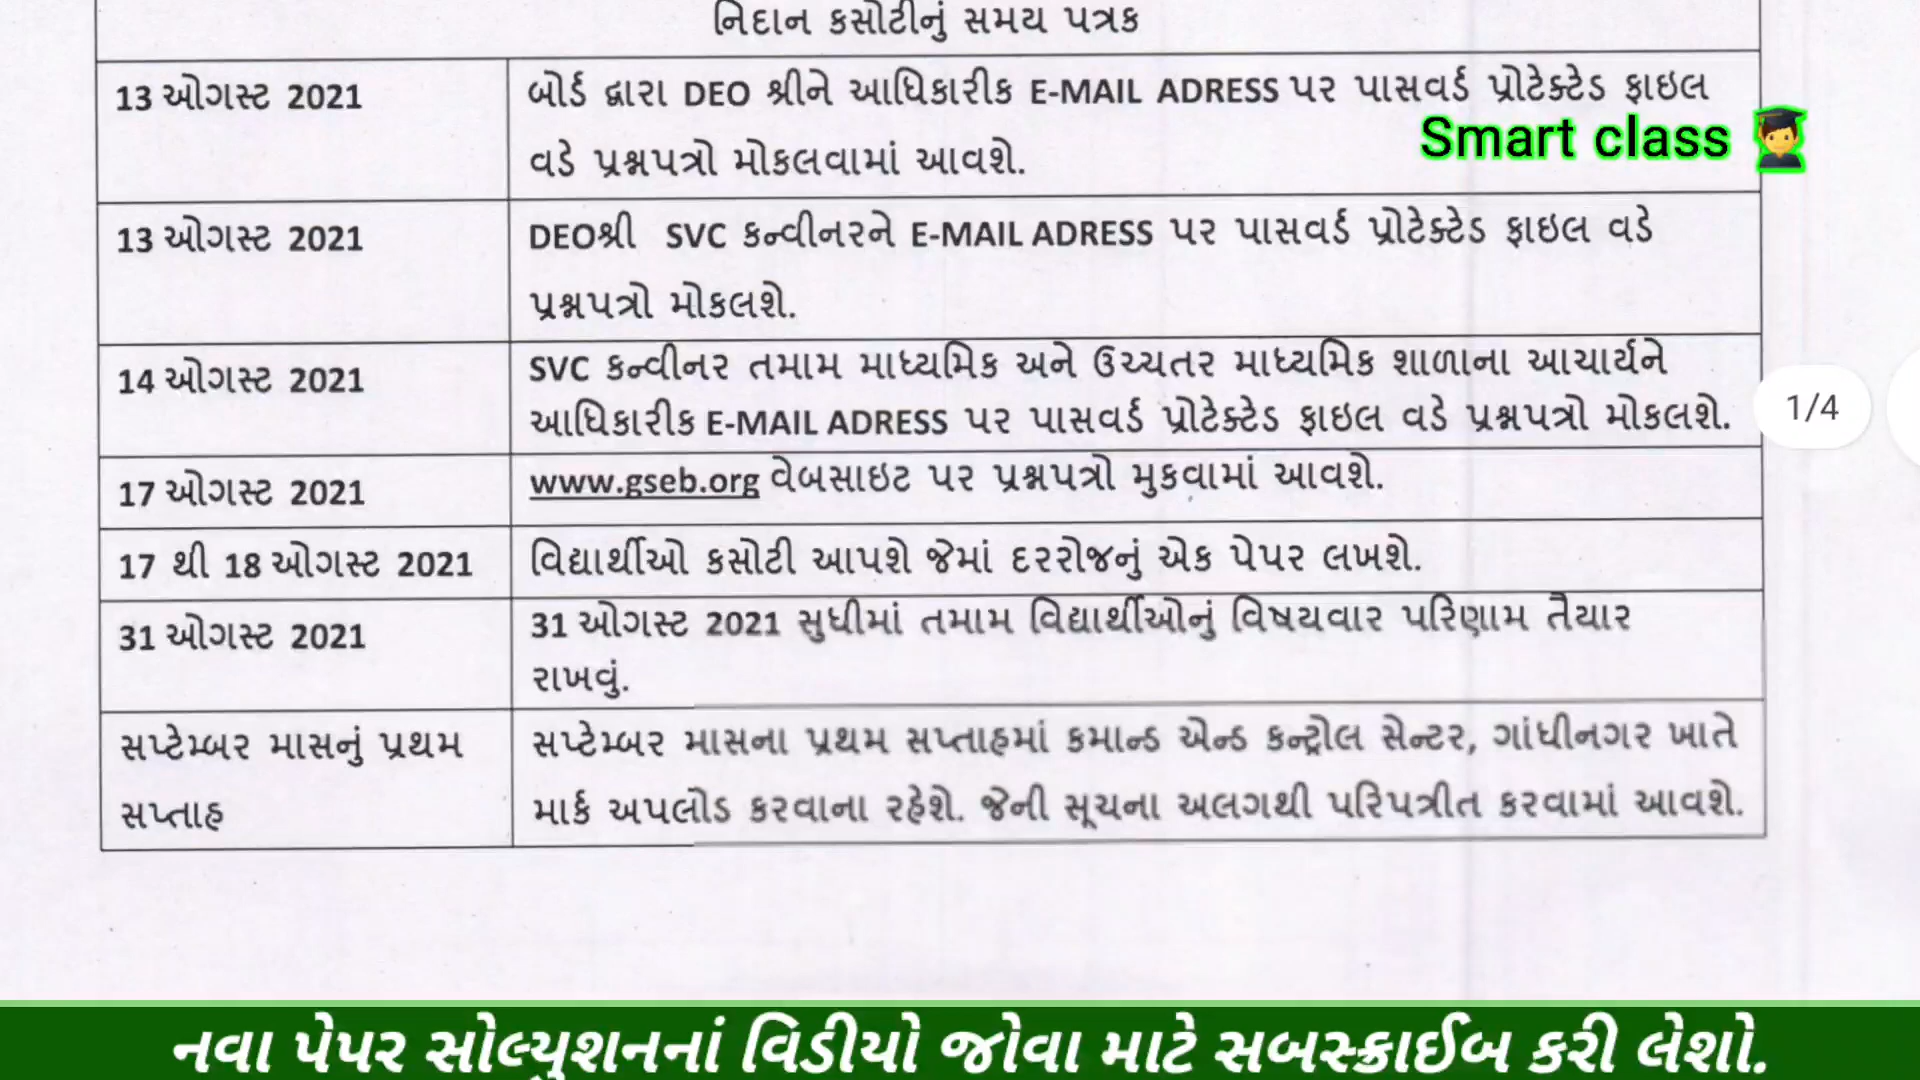 નિદાન કસોટીનું સમય પત્રક
13 ઓગસ્ટ 2021
બોર્ડ દ્વારા DEO શ્રીને આધિકારીક E-MAIL ADRESS પર પાસવર્ડ પ્રોટેક્ટેડ ફાઇલ
વડે પ્રશ્નપત્રો મોકલવામાં આવશે.
Smart class
13 ઓગસ્ટ 2021
DEOશ્રી SVC કન્વીનરને E-MAIL ADRESS પર પાસવર્ડ પ્રોટેક્ટેડ ફાઇલ વડે
પ્રશ્નપત્રો મોકલશે.
14 ઓગસ્ટ 2021
SVC કન્વીનર તમામ માધ્યમિક અને ઉચ્યતર માધ્યમિક શાળાના આચાર્યને
આધિકારીક E-MAIL ADRESS પર પાસવર્ડ પ્રોટેક્ટેડ ફાઇલ વડે પ્રશ્નપત્રો મોકલશે.
1/4
17 ઓગસ્ટ 2021
www.gseb.org વેબસાઇટ પર પ્રશ્નપત્રો મુકવામાં આવશે.
17 થી 18 ઓગસ્ટ 2021
વિદ્યાર્થીઓ કસોટી આપશે જેમાં દરરોજનું એક પેપર લખશે.
31 ઓગસ્ટ 2021
31 ઓગસ્ટ 2021 સુધીમાં તમામ વિદ્યાર્થીઓનું વિષયવાર પરિણામ તૈયાર
રાખવું.
સપ્ટેમ્બર માસનું પ્રથમ
સપ્તાહ
સપ્ટેમ્બર માસના પ્રથમ સપ્તાહમાં કમાન્ડ એન્ડ કન્ટ્રોલ સેન્ટર, ગાંધીનગર ખાતે
માર્ક અપલોડ કરવાના રહેશે. જેની સૂચના અલગથી પરિપત્રીત કરવામાં આવશે.
નવા પેપર સોલ્યુશનનાં વિડીયો જોવા માટે સબસ્ક્રાઈબ કરી લેશો.